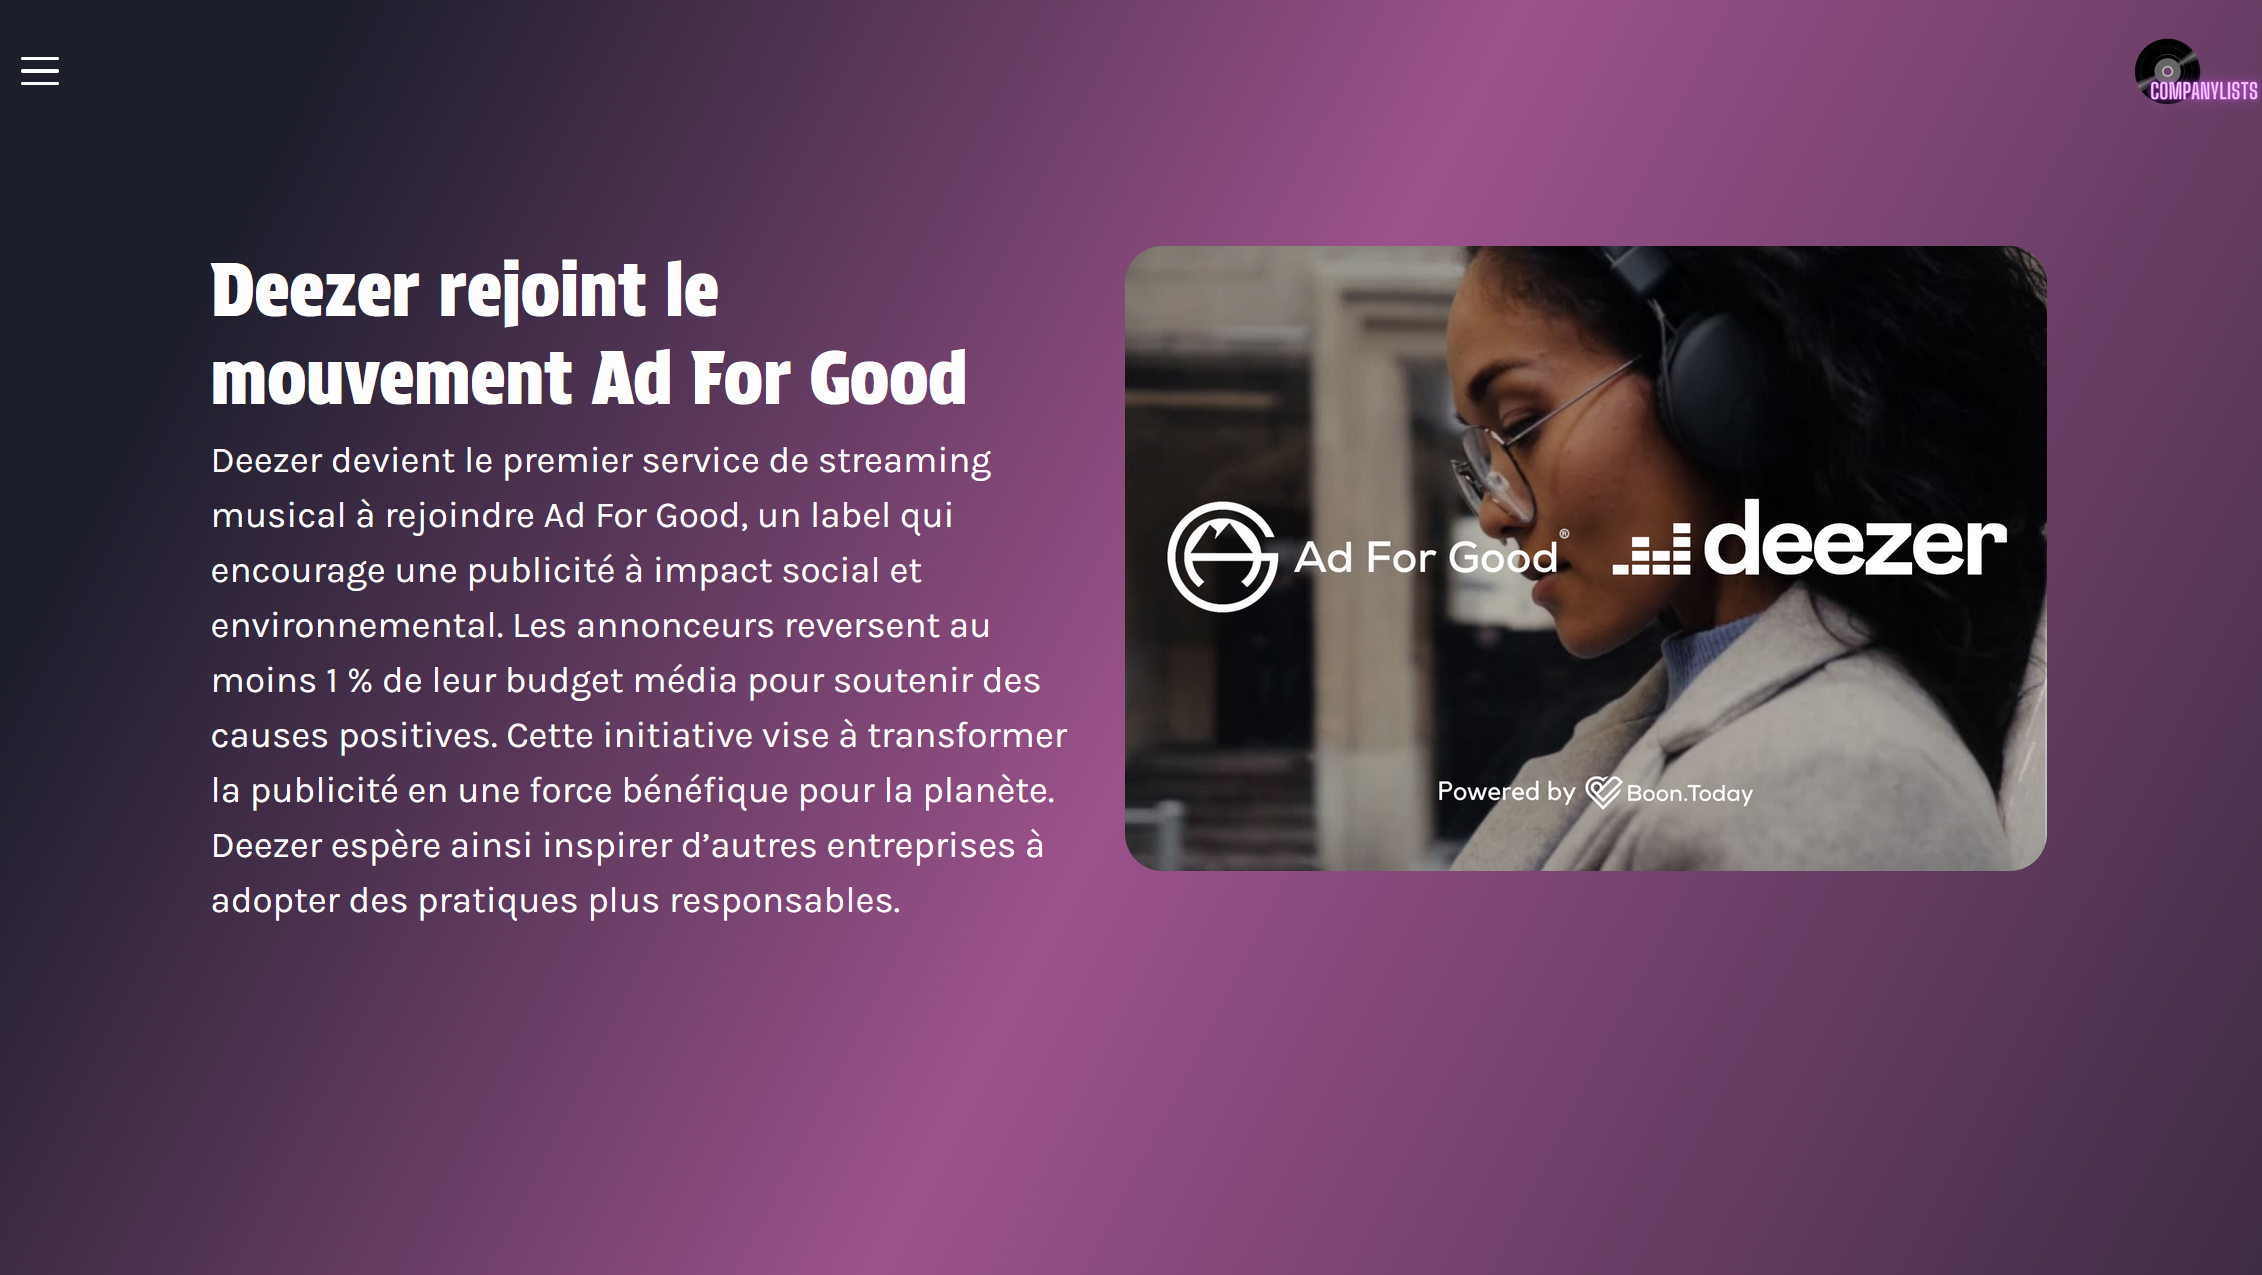 COMPANYLISTS
Deezer rejoint le
mouvement Ad For Good
Deezer devient le premier service de streaming
musical à rejoindre Ad For Good, un label qui
encourage une publicité à impact social et
environnemental. Les annonceurs reversent au
moins 1 % de leur budget média pour soutenir des
causes positives. Cette initiative vise à transformer
la publicité en une force bénéfique pour la planète.
Deezer espère ainsi inspirer d’autres entreprises à
adopter des pratiques plus responsables.
Ad For Good®
deezer
Powered by Boon.Today